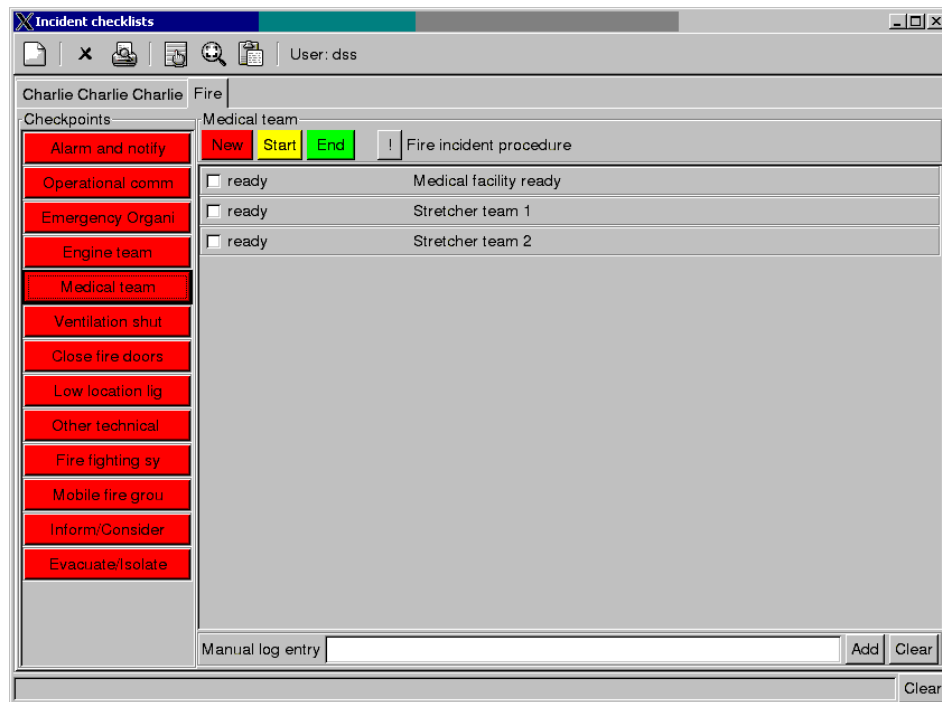 Incident checklists
User: dss
Charlie Charlie Charlie Fire
Checkpoints
Alarm and notify
Operational comm
Emergency Organi
Engine team
Medical team
Ventilation shut
Close fire doors
Low location lig
Other technical
Fire fighting sy
Mobile fire grou
Inform/Consider
Evacuate/Isolate
Medical team
New Start End ! Fire incident procedure
ready Medical facility ready
ready Stretcher team 1
ready Stretcher team 2
Manual log entry Add Clear
Clear